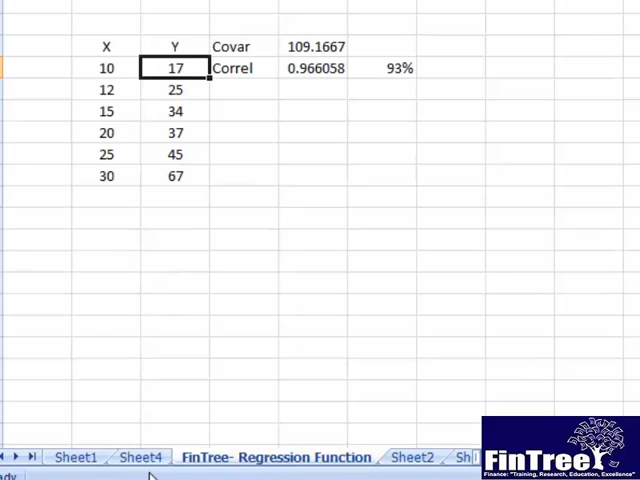 X Y Covar 109.1667
10 17 Correl 0.966058 93%
12 25
15 34
20 37
25 45
30 67
Sheet1 Sheet4 FinTree- Regression Function Sheet2 Sh
FinTree
Finance: "Training, Research, Education, Excellence"
ady